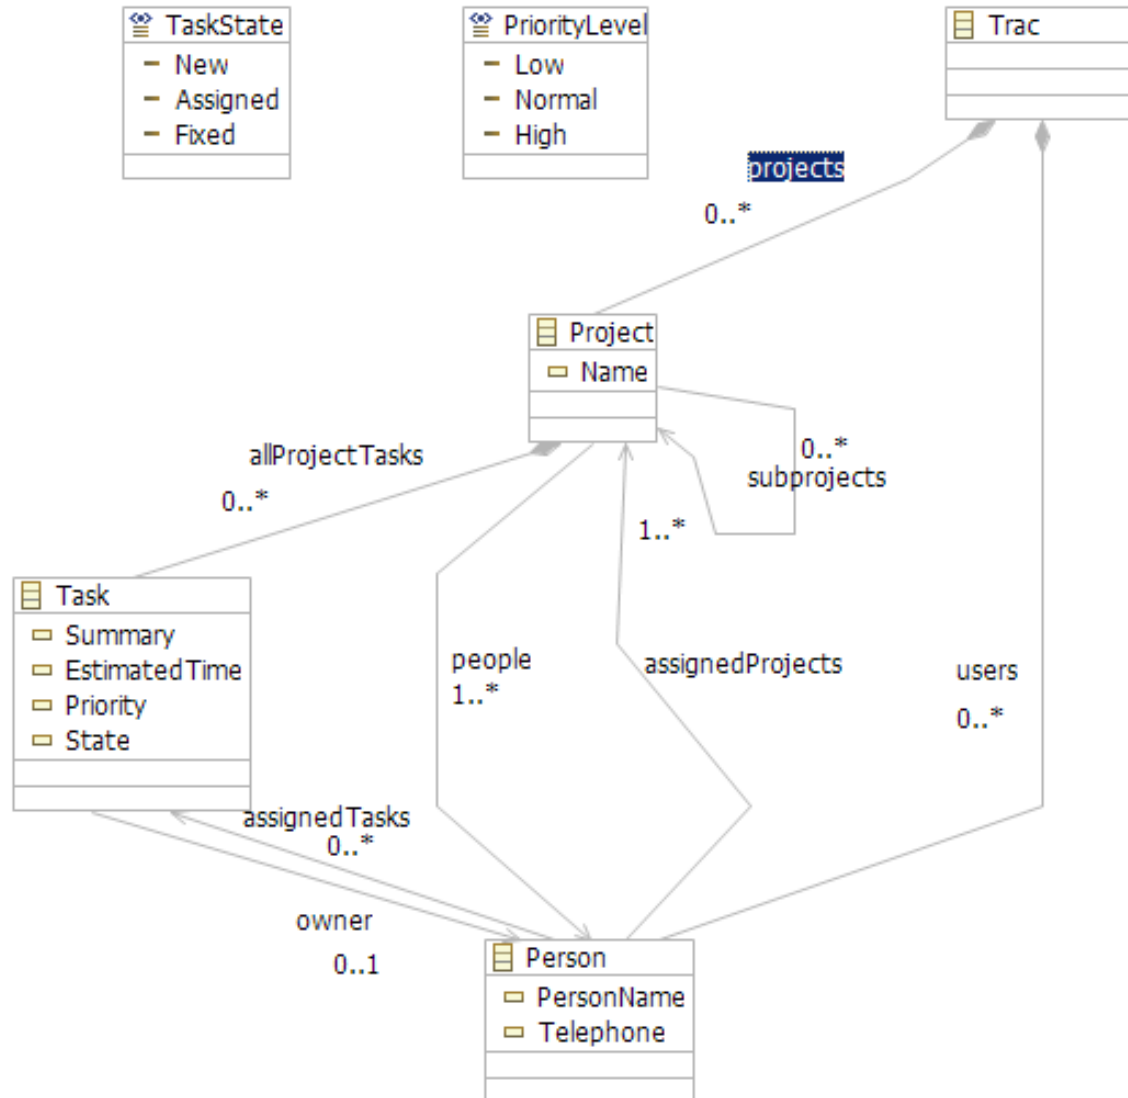 TaskState
New
Assigned
Fixed
PriorityLevel
Low
Normal
High
Trac
projects
0..*
Project
Name
allProjectTasks
0..*
0..*
subprojects
1..*
Task
Summary
EstimatedTime
Priority
State
people
1..*
assignedProjects
users
0..*
assignedTasks
0..*
owner
0..1
Person
PersonName
Telephone